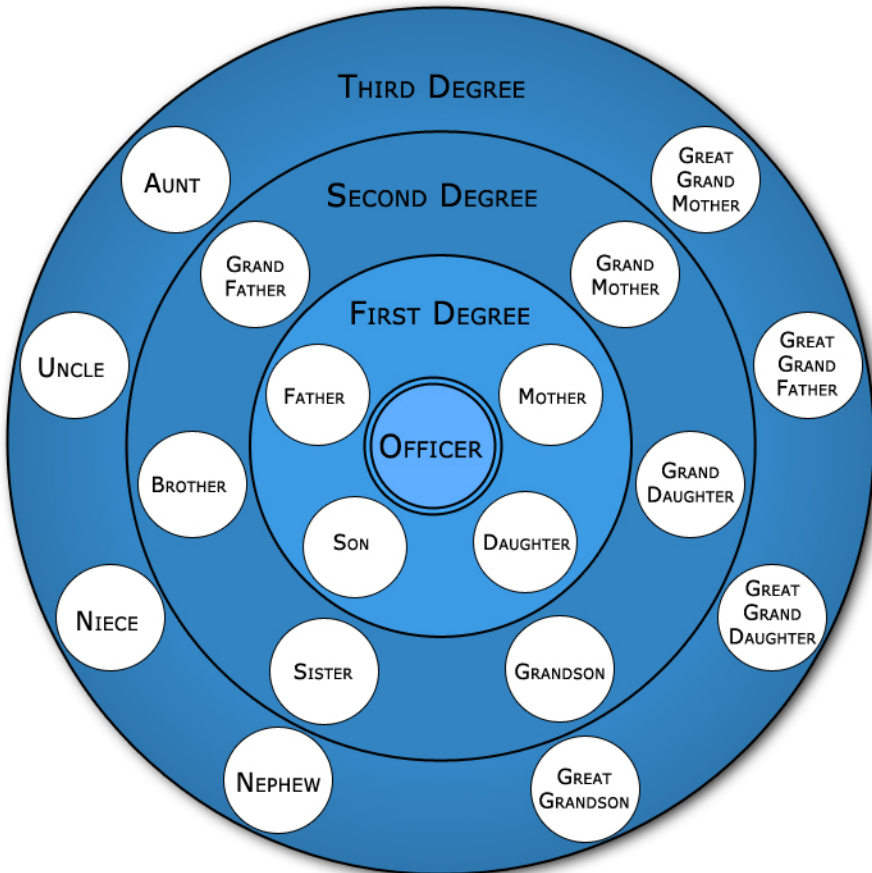 Third Degree
Aunt
Great
Grand
Mother
Second Degree
Grand
Father
Grand
Mother
First Degree
Uncle
Great
Grand
Father
Father
Mother
Officer
Brother
Grand
Daughter
Son
Daughter
Niece
Great
Grand
Daughter
Sister
Grandson
Nephew
Great
Grandson